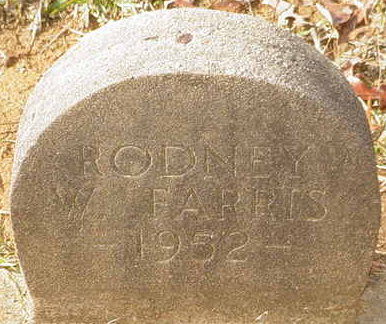 RODNEY
W. FARRIS
- 1952 -